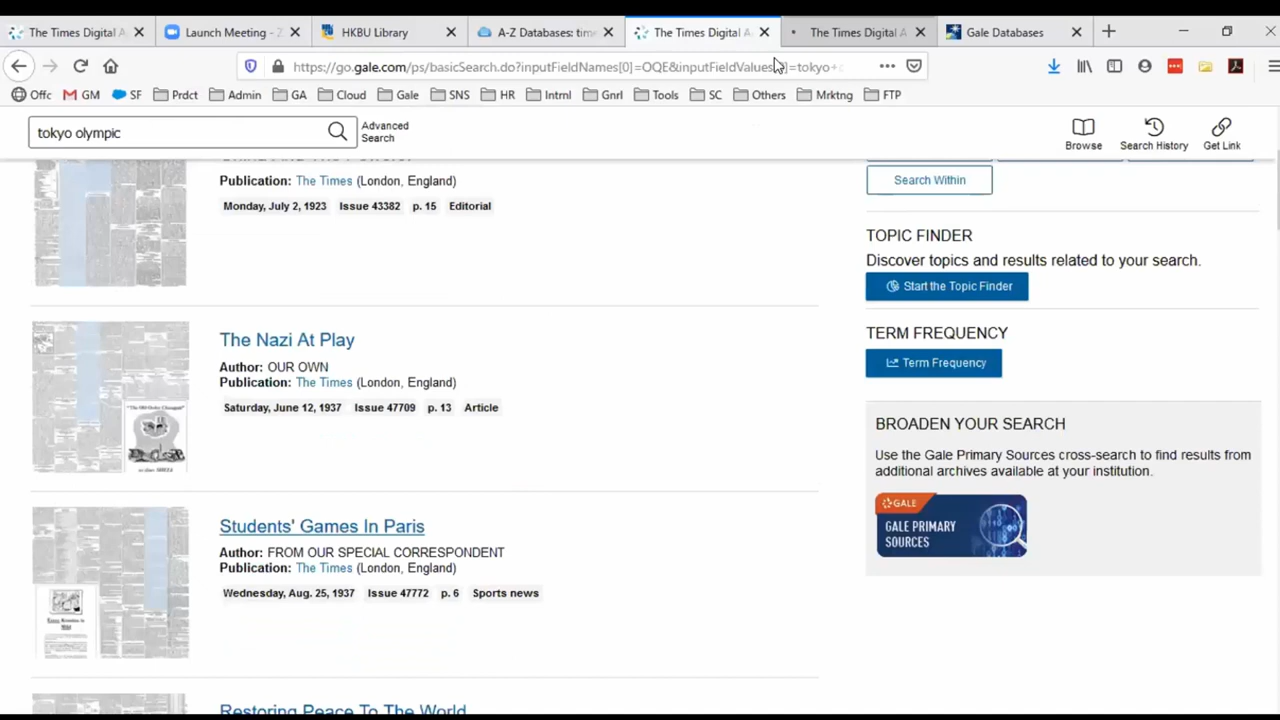 The Times Digital A
Launch Meeting - Z
HKBU Library
A-Z Databases: time
The Times Digital A
The Times Digital A
Gale Databases
https://go.gale.com/ps/basicSearch.do?inputFieldNames[0]=OQE&inputFieldValues
=tokyo+
Offc
GM
SF
Prdct
Admin
GA
Cloud
Gale
SNS
HR
Intrnl
Gnrl
Tools
SC
Others
Mrktng
FTP
tokyo olympic
Advanced
Search
Browse
Search History
Get Link
Publication: The Times (London, England)
Monday, July 2, 1923 Issue 43382 p. 15 Editorial
The Nazi At Play
Author: OUR OWN
Publication: The Times (London, England)
Saturday, June 12, 1937 Issue 47709 p. 13 Article
Students' Games In Paris
Author: FROM OUR SPECIAL CORRESPONDENT
Publication: The Times (London, England)
Wednesday, Aug. 25, 1937 Issue 47772 p. 6 Sports news
Restoring Peace To The World
Search Within
TOPIC FINDER
Discover topics and results related to your search.
Start the Topic Finder
TERM FREQUENCY
Term Frequency
BROADEN YOUR SEARCH
Use the Gale Primary Sources cross-search to find results from
additional archives available at your institution.
GALE
GALE PRIMARY
SOURCES